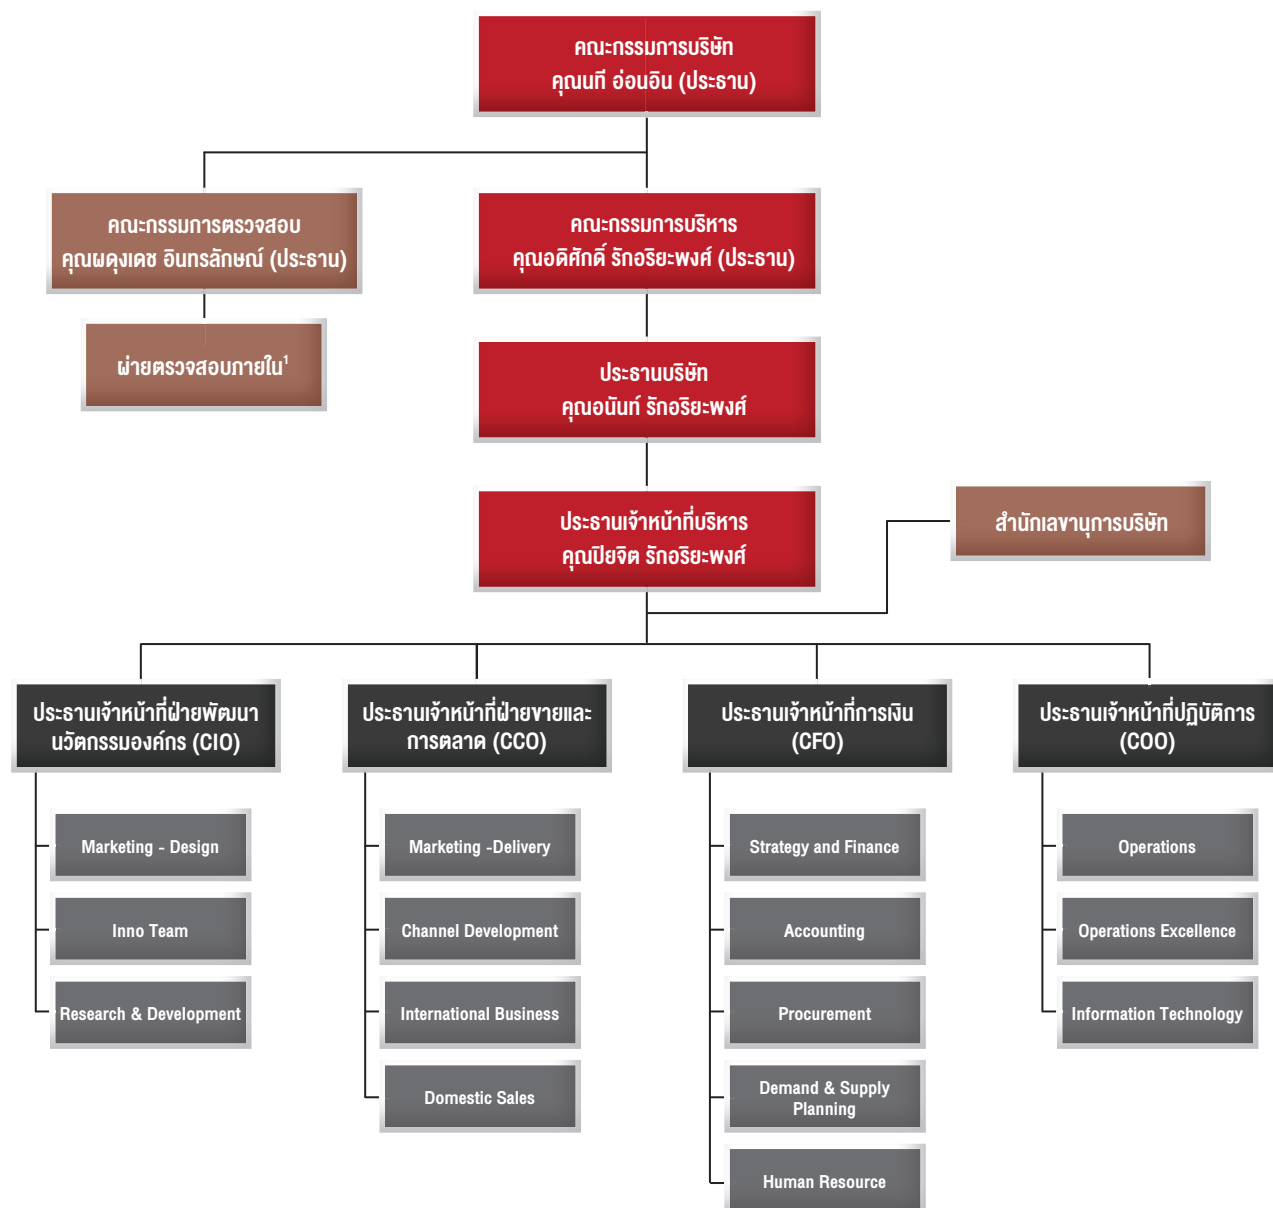 คณะกรรมการบริษัท
คุณนที อ่อนอิน (ประธาน)
คณะกรรมการตรวจสอบ
คุณผดุงเดช อินทรลักษณ์ (ประธาน)
คณะกรรมการบริหาร
คุณอดิศักดิ์ รักอริยะพงศ์ (ประธาน)
ฝ่ายตรวจสอบภายใน¹
ประธานบริษัท
คุณอนันท์ รักอริยะพงศ์
ประธานเจ้าหน้าที่บริหาร
คุณปิยจิต รักอริยะพงศ์
สำนักเลขานุการบริษัท
ประธานเจ้าหน้าที่ฝ่ายพัฒนา
นวัตกรรมองค์กร (CIO)
ประธานเจ้าหน้าที่ฝ่ายขายและ
การตลาด (CCO)
ประธานเจ้าหน้าที่การเงิน
(CFO)
ประธานเจ้าหน้าที่ปฏิบัติการ
(COO)
Marketing - Design
Inno Team
Research & Development
Marketing -Delivery
Channel Development
International Business
Domestic Sales
Strategy and Finance
Accounting
Procurement
Demand & Supply
Planning
Human Resource
Operations
Operations Excellence
Information Technology